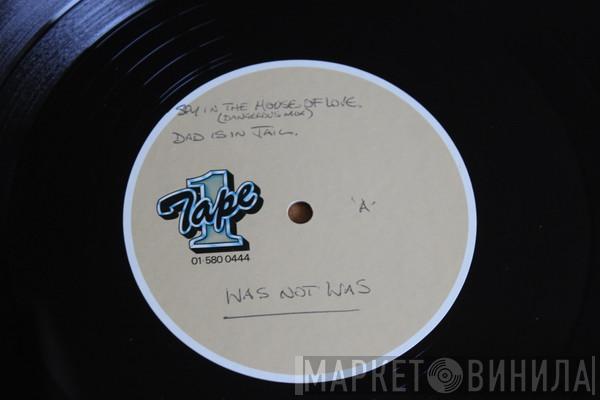 SPY IN THE HOUSE OF LOVE.
(DANGEROUS MIX)
DAD IS IN JAIL.
Tape 1
01·580 0444
'A'
WAS NOT WAS
МАРКЕТ ВИНИЛА